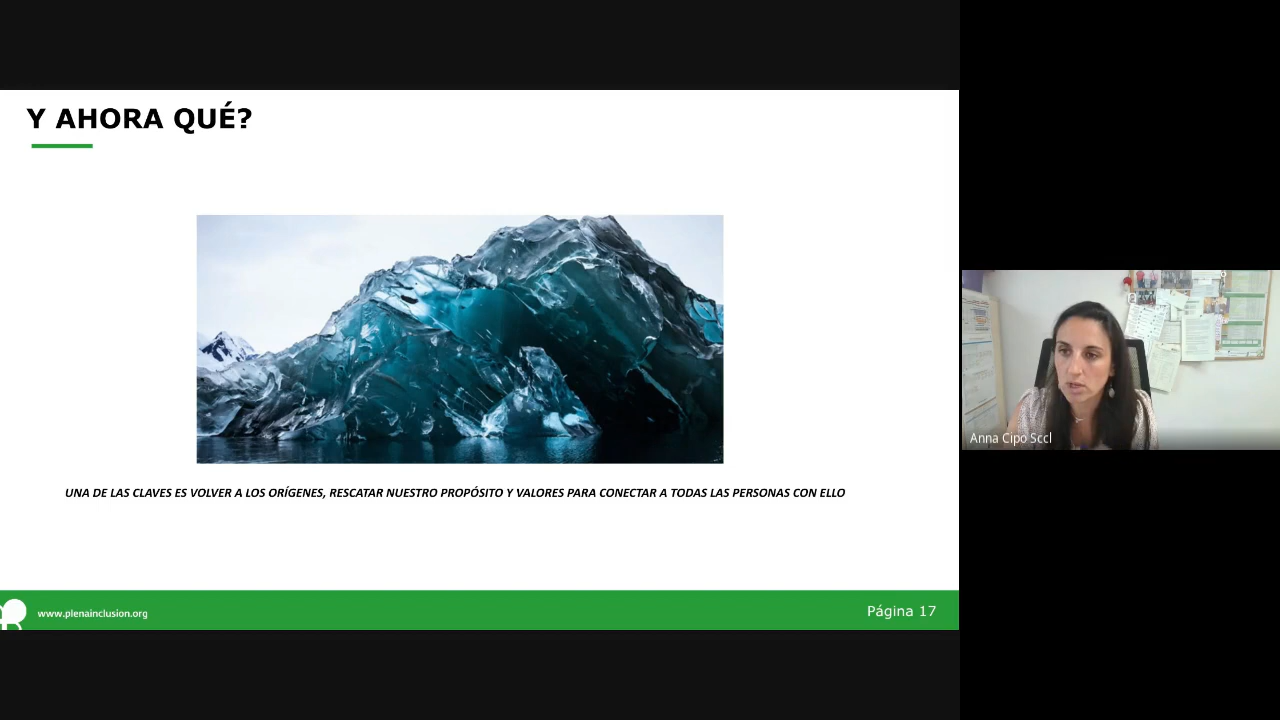 Y AHORA QUÉ?
UNA DE LAS CLAVES ES VOLVER A LOS ORÍGENES, RESCATAR NUESTRO PROPÓSITO Y VALORES PARA CONECTAR A TODAS LAS PERSONAS CON ELLO
www.plenainclusion.org
Página 17
Anna Cipo Sccl